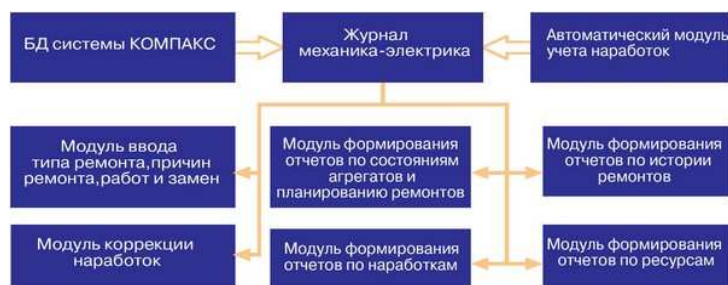 БД системы КОМПАКС
Журнал
механика-электрика
Автоматический модуль
учета наработок
Модуль ввода
типа ремонта,причин
ремонта,работ и замен
Модуль формирования
отчетов по состояниям
агрегатов и
планированию ремонтов
Модуль формирования
отчетов по истории
ремонтов
Модуль коррекции
наработок
Модуль формирования
отчетов по наработкам
Модуль формирования
отчетов по ресурсам